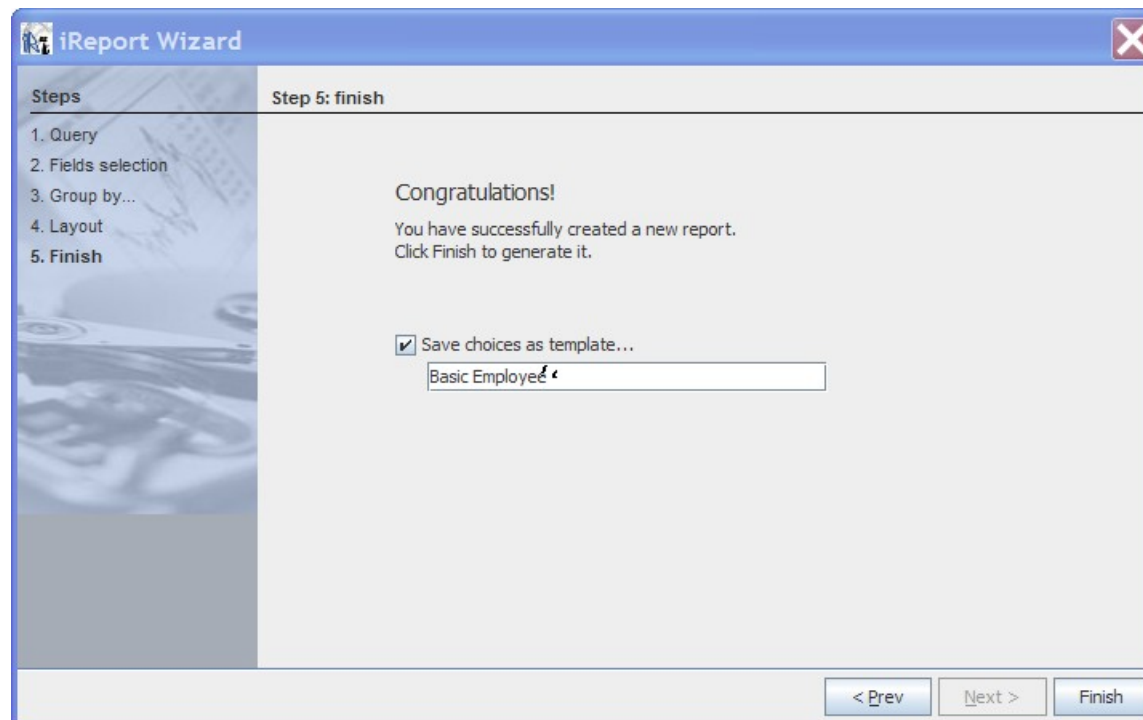 iReport Wizard
Steps
1. Query
2. Fields selection
3. Group by...
4. Layout
5. Finish
Step 5: finish
Congratulations!
You have successfully created a new report.
Click Finish to generate it.
Save choices as template...
Basic Employee
< Prev
Next >
Finish